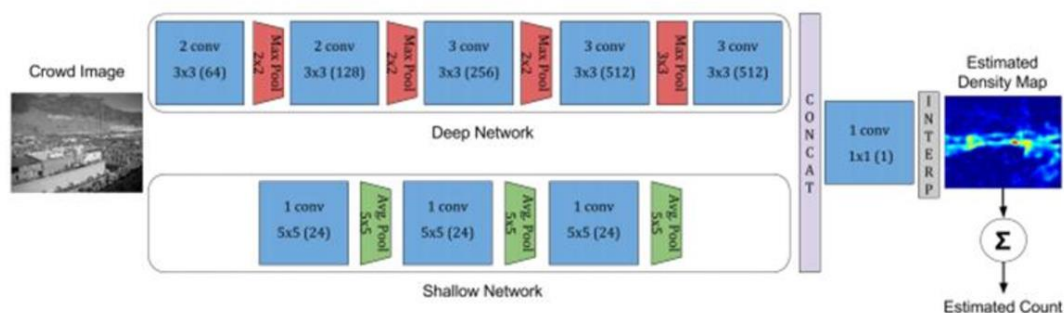 Crowd Image
2 conv
3x3 (64)
Max Pool
2x2
2 conv
3x3 (128)
Max Pool
2x2
3 conv
3x3 (256)
Max Pool
2x2
3 conv
3x3 (512)
Max Pool
3x3
3 conv
3x3 (512)
Deep Network
1 conv
5x5 (24)
Avg. Pool
5x5
1 conv
5x5 (24)
Avg. Pool
5x5
1 conv
5x5 (24)
Avg. Pool
5x5
Shallow Network
CONCAT
1 conv
1x1 (1)
INTERP
Estimated
Density Map
Σ
Estimated Count